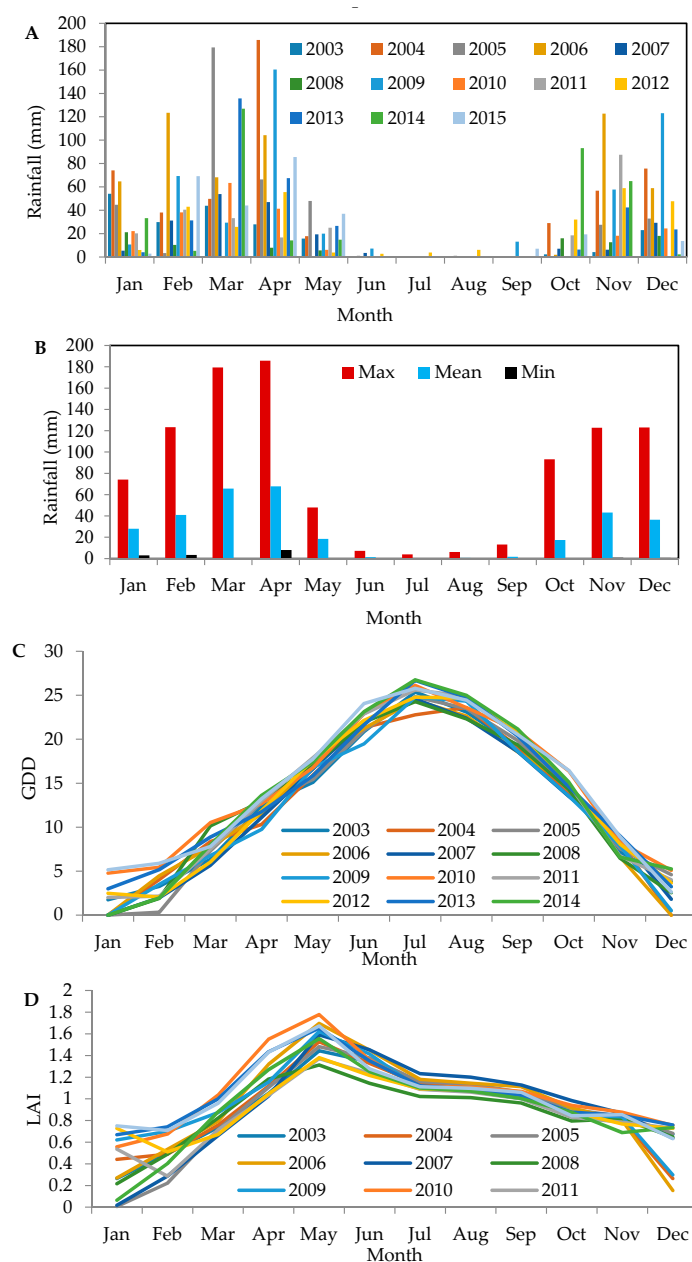 A
200
180
160
140
120
100
80
60
40
20
0
Rainfall (mm)
2003 2004 2005 2006 2007
2008 2009 2010 2011 2012
2013 2014 2015
Jan Feb Mar Apr May Jun Jul Aug Sep Oct Nov Dec
Month
B
200
180
160
140
120
100
80
60
40
20
0
Rainfall (mm)
Max Mean Min
Jan Feb Mar Apr May Jun Jul Aug Sep Oct Nov Dec
Month
C
30
25
20
15
10
5
0
GDD
2003 2004 2005
2006 2007 2008
2009 2010 2011
2012 2013 2014
Jan Feb Mar Apr May Jun Jul Aug Sep Oct Nov Dec
Month
D
2
1.8
1.6
1.4
1.2
1
0.8
0.6
0.4
0.2
0
LAI
2003 2004 2005
2006 2007 2008
2009 2010 2011
Jan Feb Mar Apr May Jun Jul Aug Sep Oct Nov Dec
Month